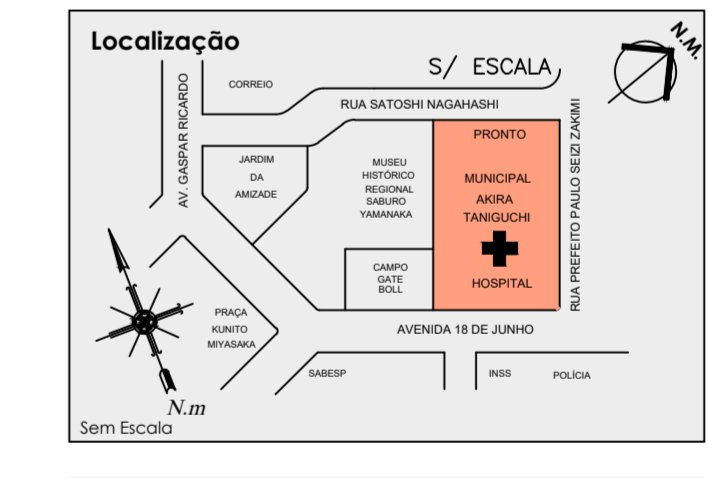 Localização
N.M.
S/ ESCALA
CORREIO
RUA SATOSHI NAGAHASHI
AV. GASPAR RICARDO
RUA PREFEITO PAULO SEIZI ZAKIMI
JARDIM
DA
AMIZADE
MUSEU
HISTÓRICO
REGIONAL
SABURO
YAMANAKA
PRONTO
MUNICIPAL
AKIRA
TANIGUCHI
HOSPITAL
CAMPO
GATE
BOLL
PRAÇA
KUNITO
MIYASAKA
AVENIDA 18 DE JUNHO
SABESP
INSS
POLÍCIA
N.m
Sem Escala